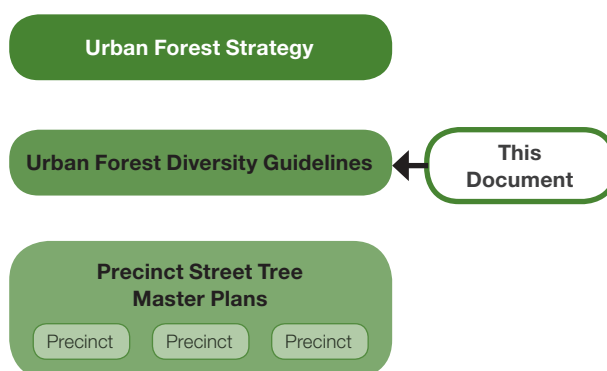 Urban Forest Strategy
Urban Forest Diversity Guidelines
This
Document
Precinct Street Tree
Master Plans
Precinct
Precinct
Precinct